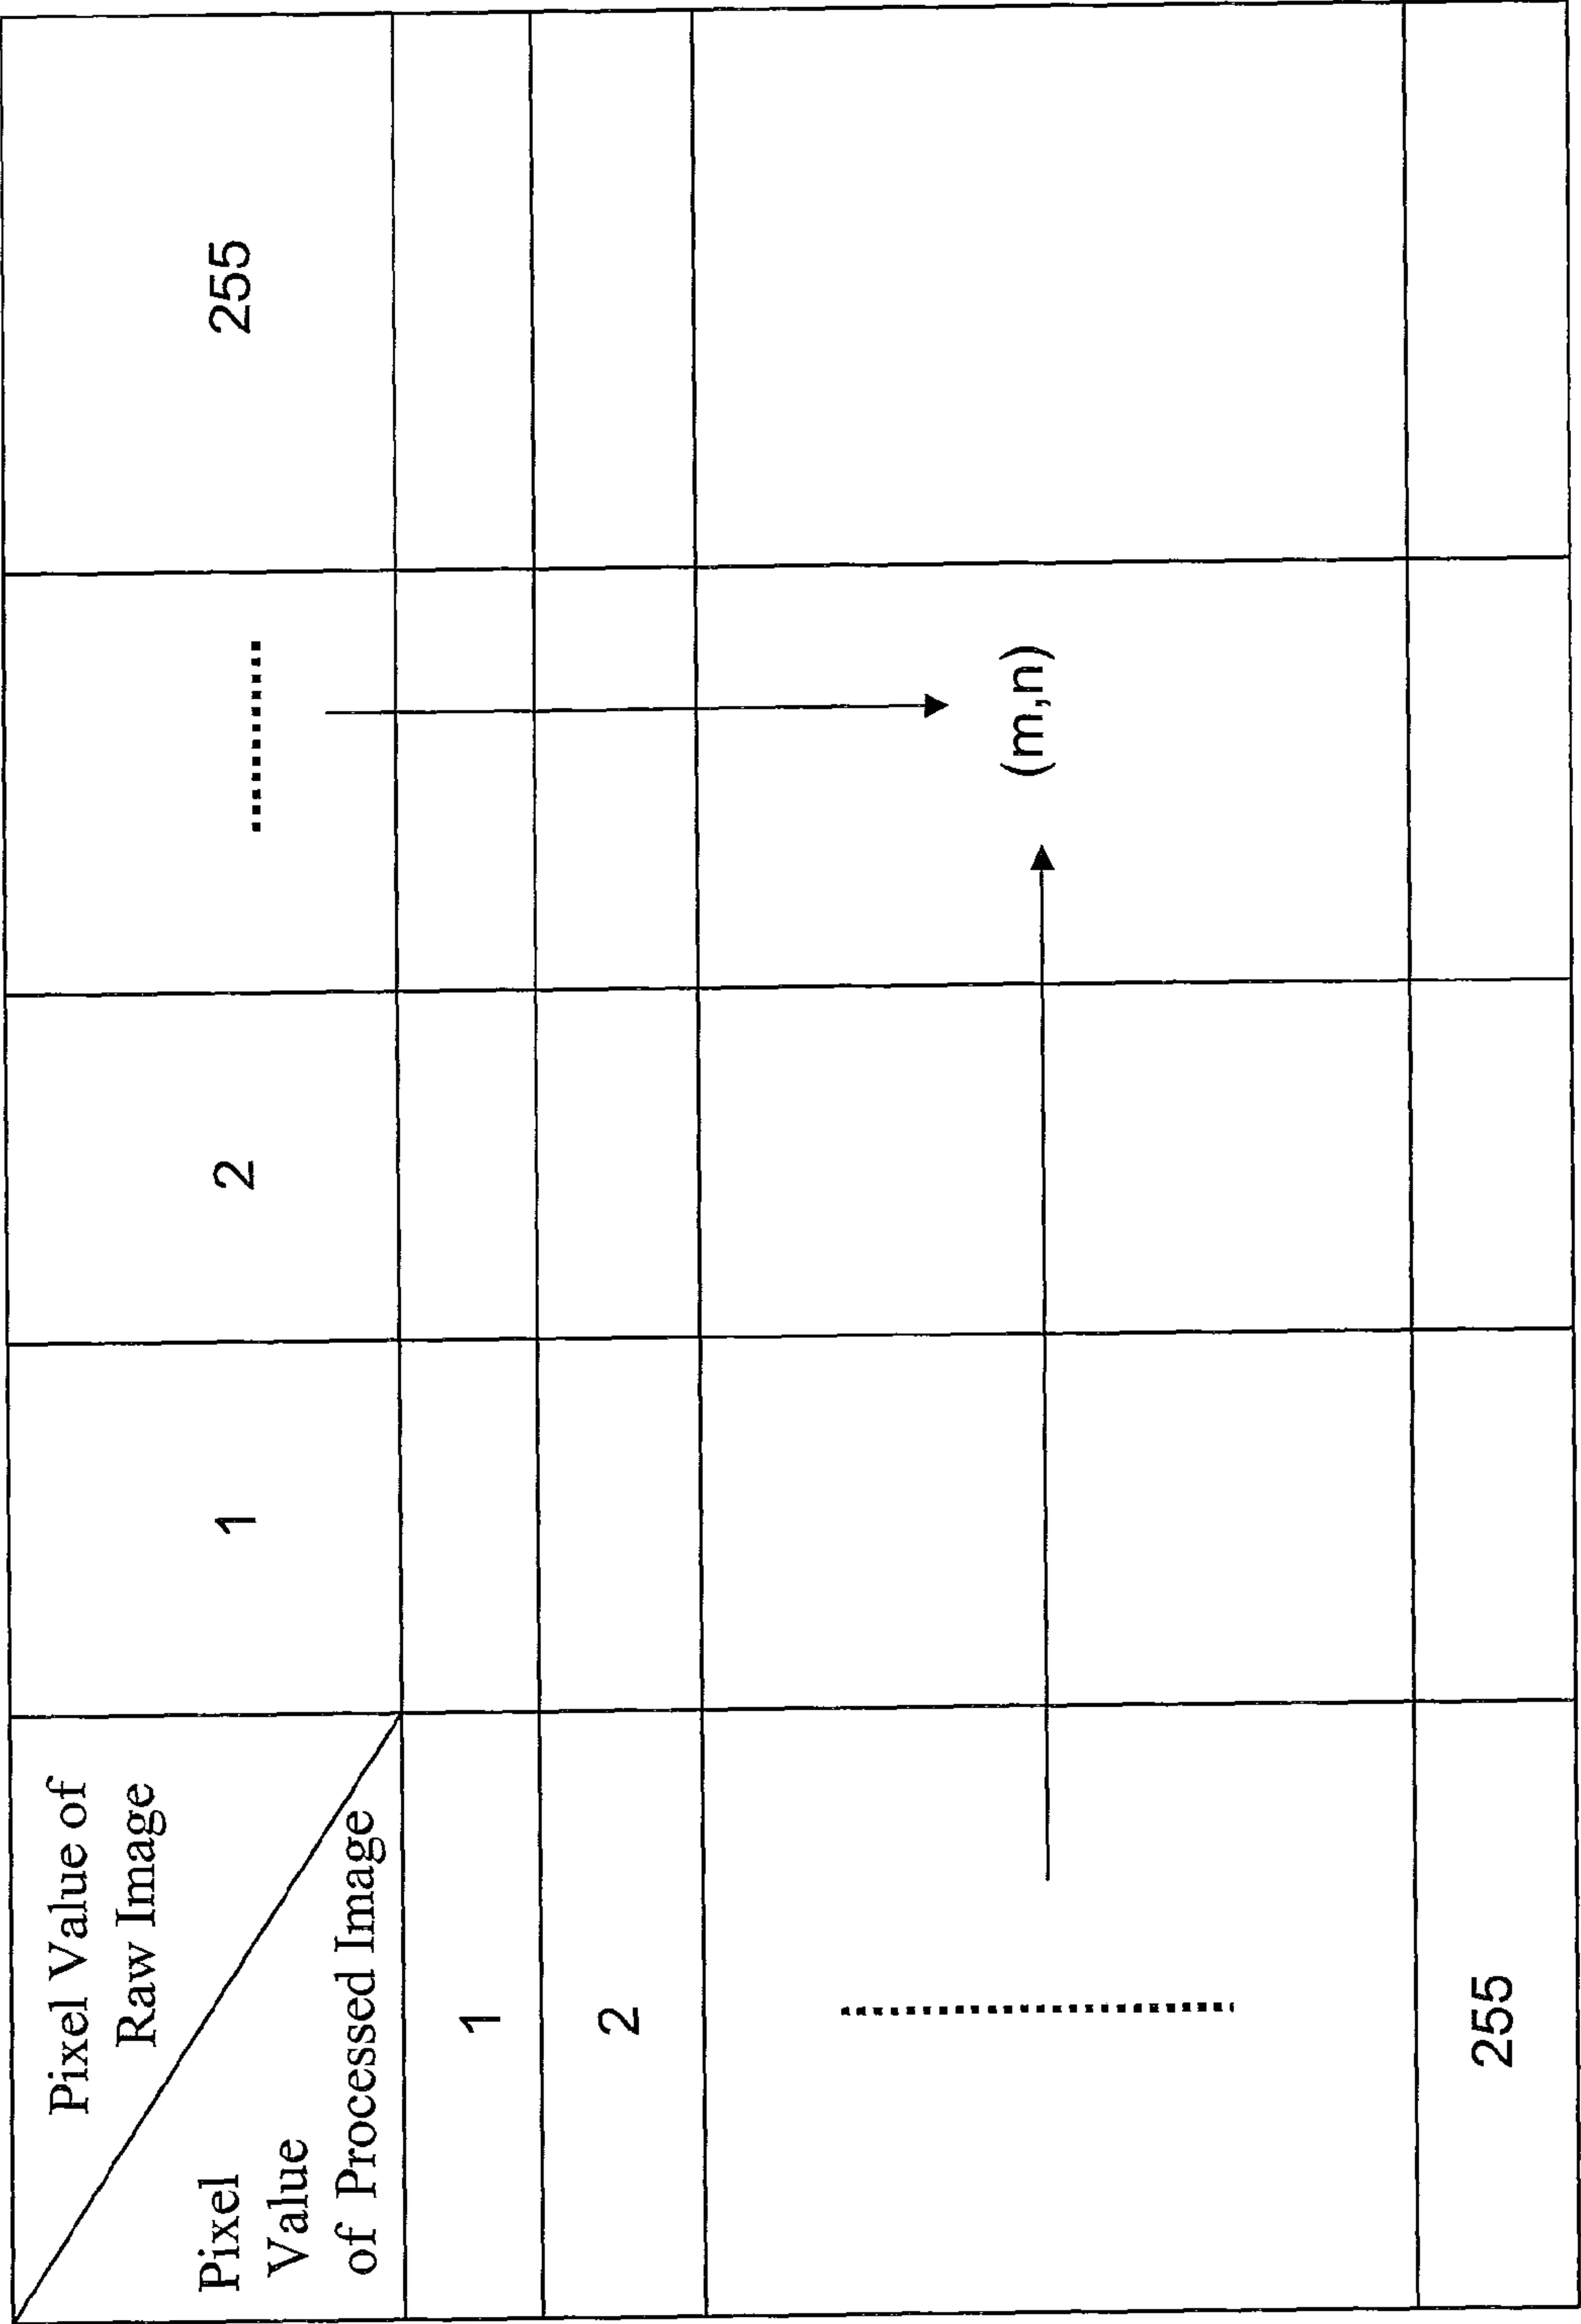 Pixel Value of
Raw Image
Pixel
Value
of Processed Image
1
2
............
255
1
2
........................
(m,n)
255